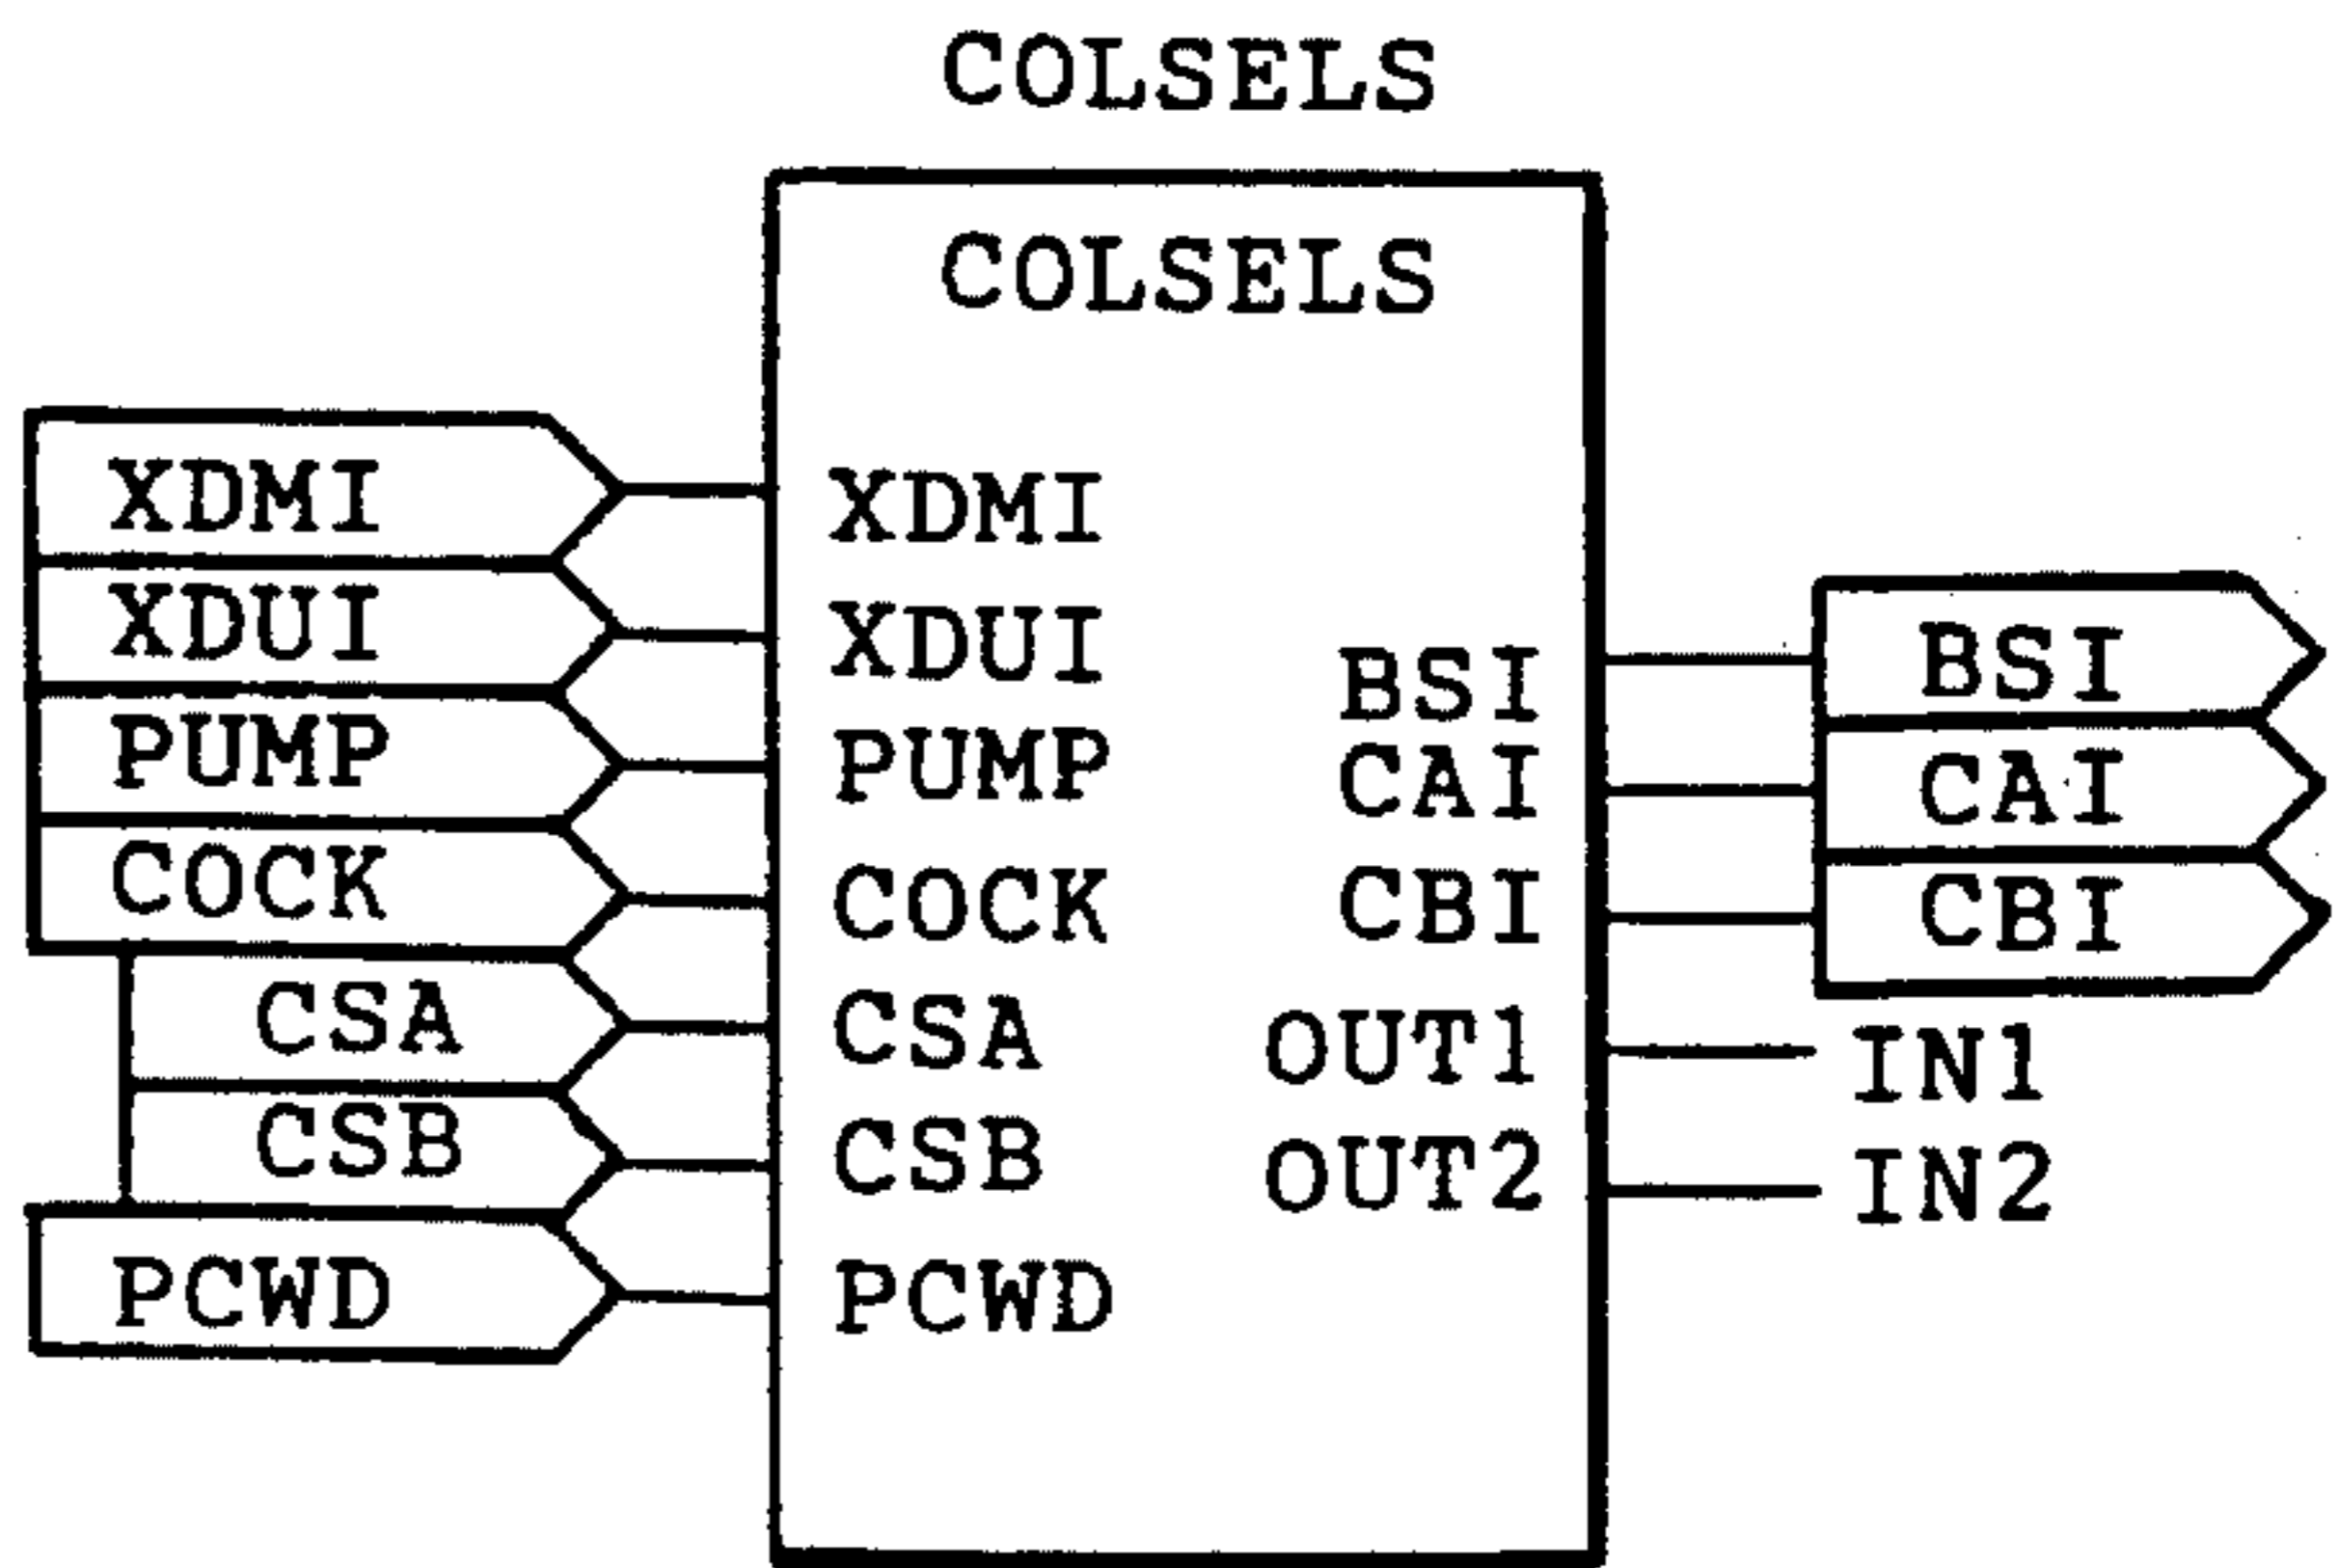 COLSELS
COLSELS
XDMI XDMI
XDUI XDUI BSI BSI
PUMP PUMP CAI CAI
COCK COCK CBI CBI
CSA CSA OUT1 IN1
CSB CSB OUT2 IN2
PCWD PCWD